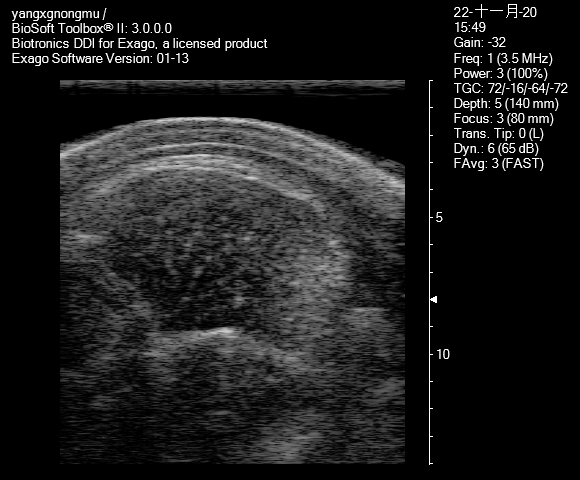 yangxgnongmu /
BioSoft Toolbox® II: 3.0.0.0
Biotronics DDI for Exago, a licensed product
Exago Software Version: 01-13
22-十一月-20
15:49
Gain: -32
Freq: 1 (3.5 MHz)
Power: 3 (100%)
TGC: 72/-16/-64/-72
Depth: 5 (140 mm)
Focus: 3 (80 mm)
Trans. Tip: 0 (L)
Dyn.: 6 (65 dB)
FAvg: 3 (FAST)
5
10